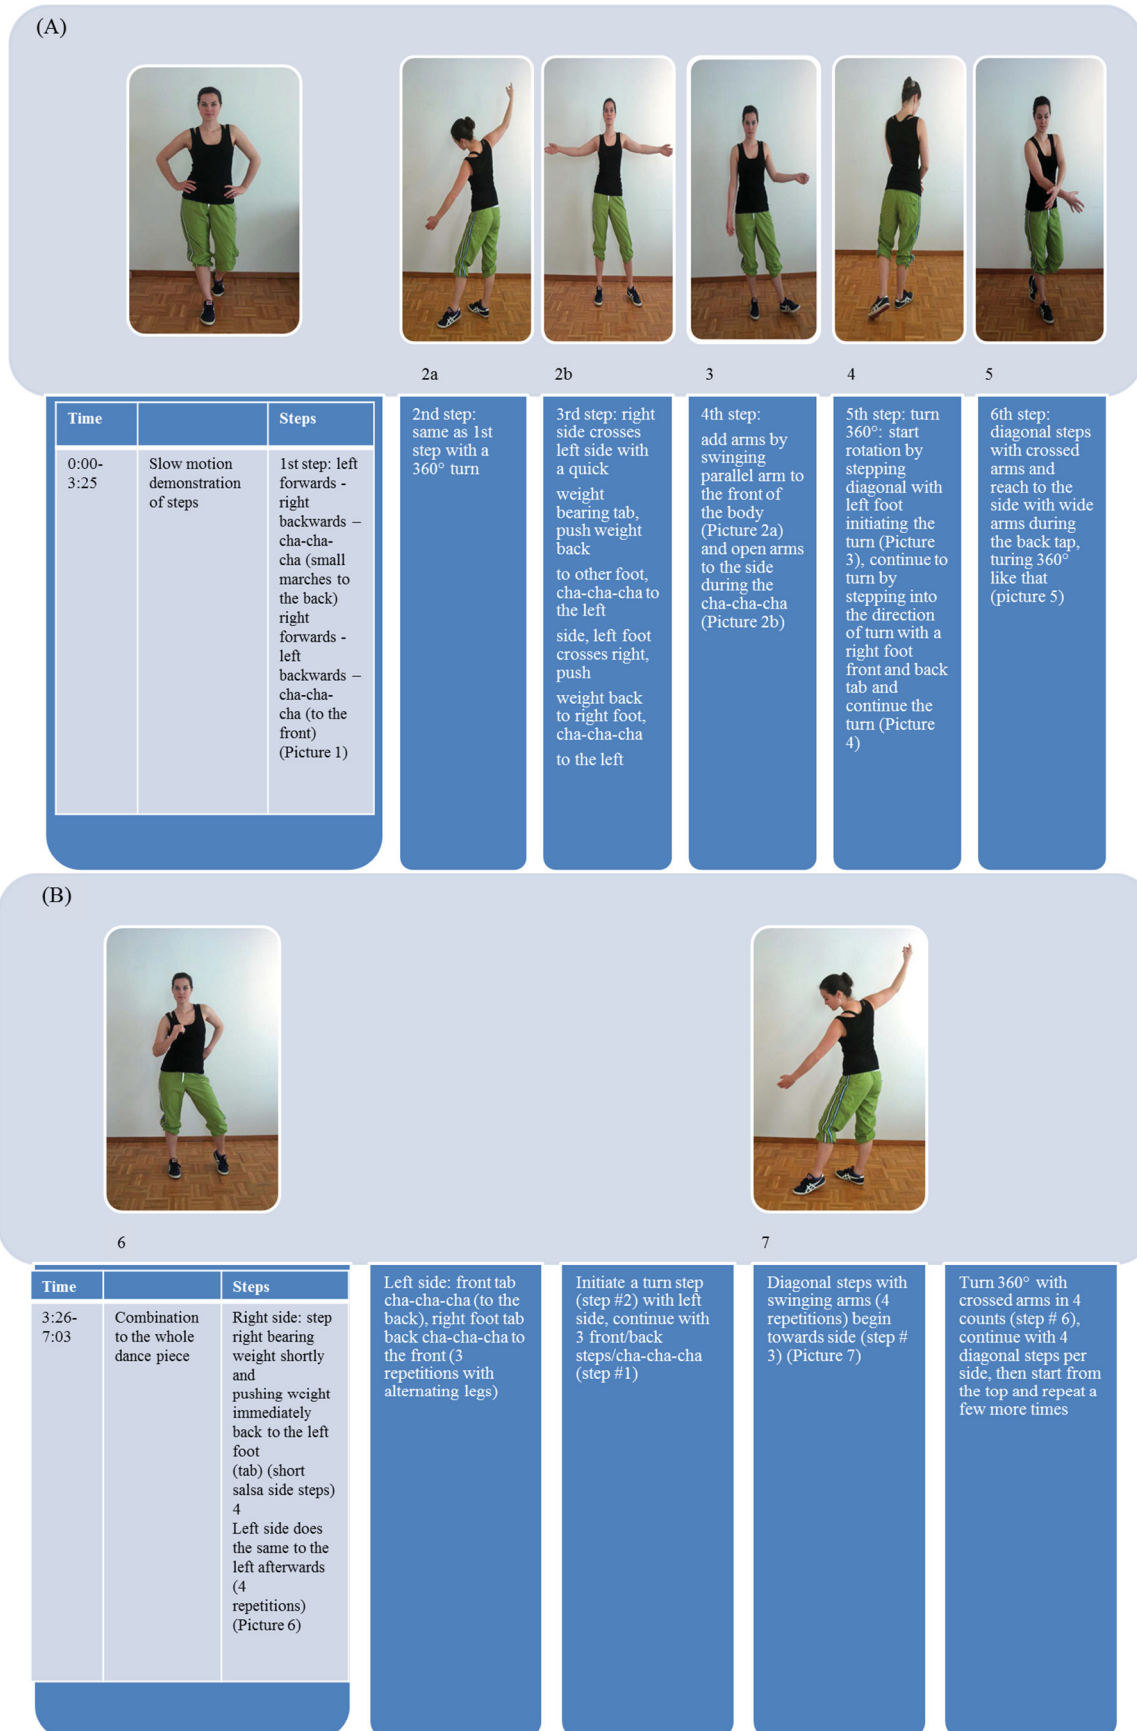 (A)
2a
2b
3
4
5
Time
Steps
0:00-
3:25
Slow motion
demonstration
of steps
1st step: left
forwards -
right
backwards –
cha-cha-
cha (small
marches to
the back)
right
forwards -
left
backwards –
cha-cha-
cha (to the
front)
(Picture 1)
2nd step:
same as 1st
step with a
360° turn
3rd step: right
side crosses
left side with
a quick
weight
bearing tab,
push weight
back
to other foot,
cha-cha-cha to
the left
side, left foot
crosses right,
push
weight back
to right foot,
cha-cha-cha
to the left
4th step:
add arms by
swinging
parallel arm to
the front of
the body
(Picture 2a)
and open arms
to the side
during the
cha-cha-cha
(Picture 2b)
5th step: turn
360°: start
rotation by
stepping
diagonal with
left foot
initiating the
turn (Picture
3), continue to
turn by
stepping into
the direction
of turn with a
right foot
front and back
tab and
continue the
turn (Picture
4)
6th step:
diagonal steps
with crossed
arms and
reach to the
side with wide
arms during
the back tap,
turing 360°
like that
(picture 5)
(B)
6
7
Time
Steps
3:26-
7:03
Combination
to the whole
dance piece
Right side: step
right bearing
weight shortly
and
pushing weight
immediately
back to the left
foot
(tab) (short
salsa side steps)
4
Left side does
the same to the
left afterwards
(4
repetitions)
(Picture 6)
Left side: front tab
cha-cha-cha (to the
back), right foot tab
back cha-cha-cha to
the front (3
repetitions with
alternating legs)
Initiate a turn step
(step #2) with left
side, continue with
3 front/back
steps/cha-cha-cha
(step #1)
Diagonal steps with
swinging arms (4
repetitions) begin
towards side (step #
3) (Picture 7)
Turn 360° with
crossed arms in 4
counts (step # 6),
continue with 4
diagonal steps per
side, then start from
the top and repeat a
few more times